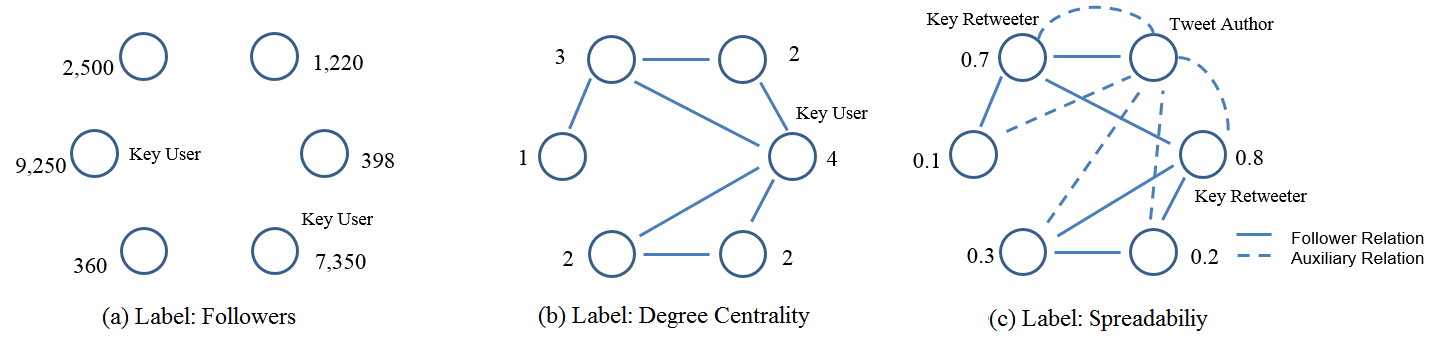 2,500
1,220
9,250
Key User
398
Key User
360
7,350
(a) Label: Followers
3
2
Key User
1
4
2
2
(b) Label: Degree Centrality
Key Retweeter
Tweet Author
0.7
0.1
0.8
Key Retweeter
0.3
0.2
Follower Relation
Auxiliary Relation
(c) Label: Spreadabiliy